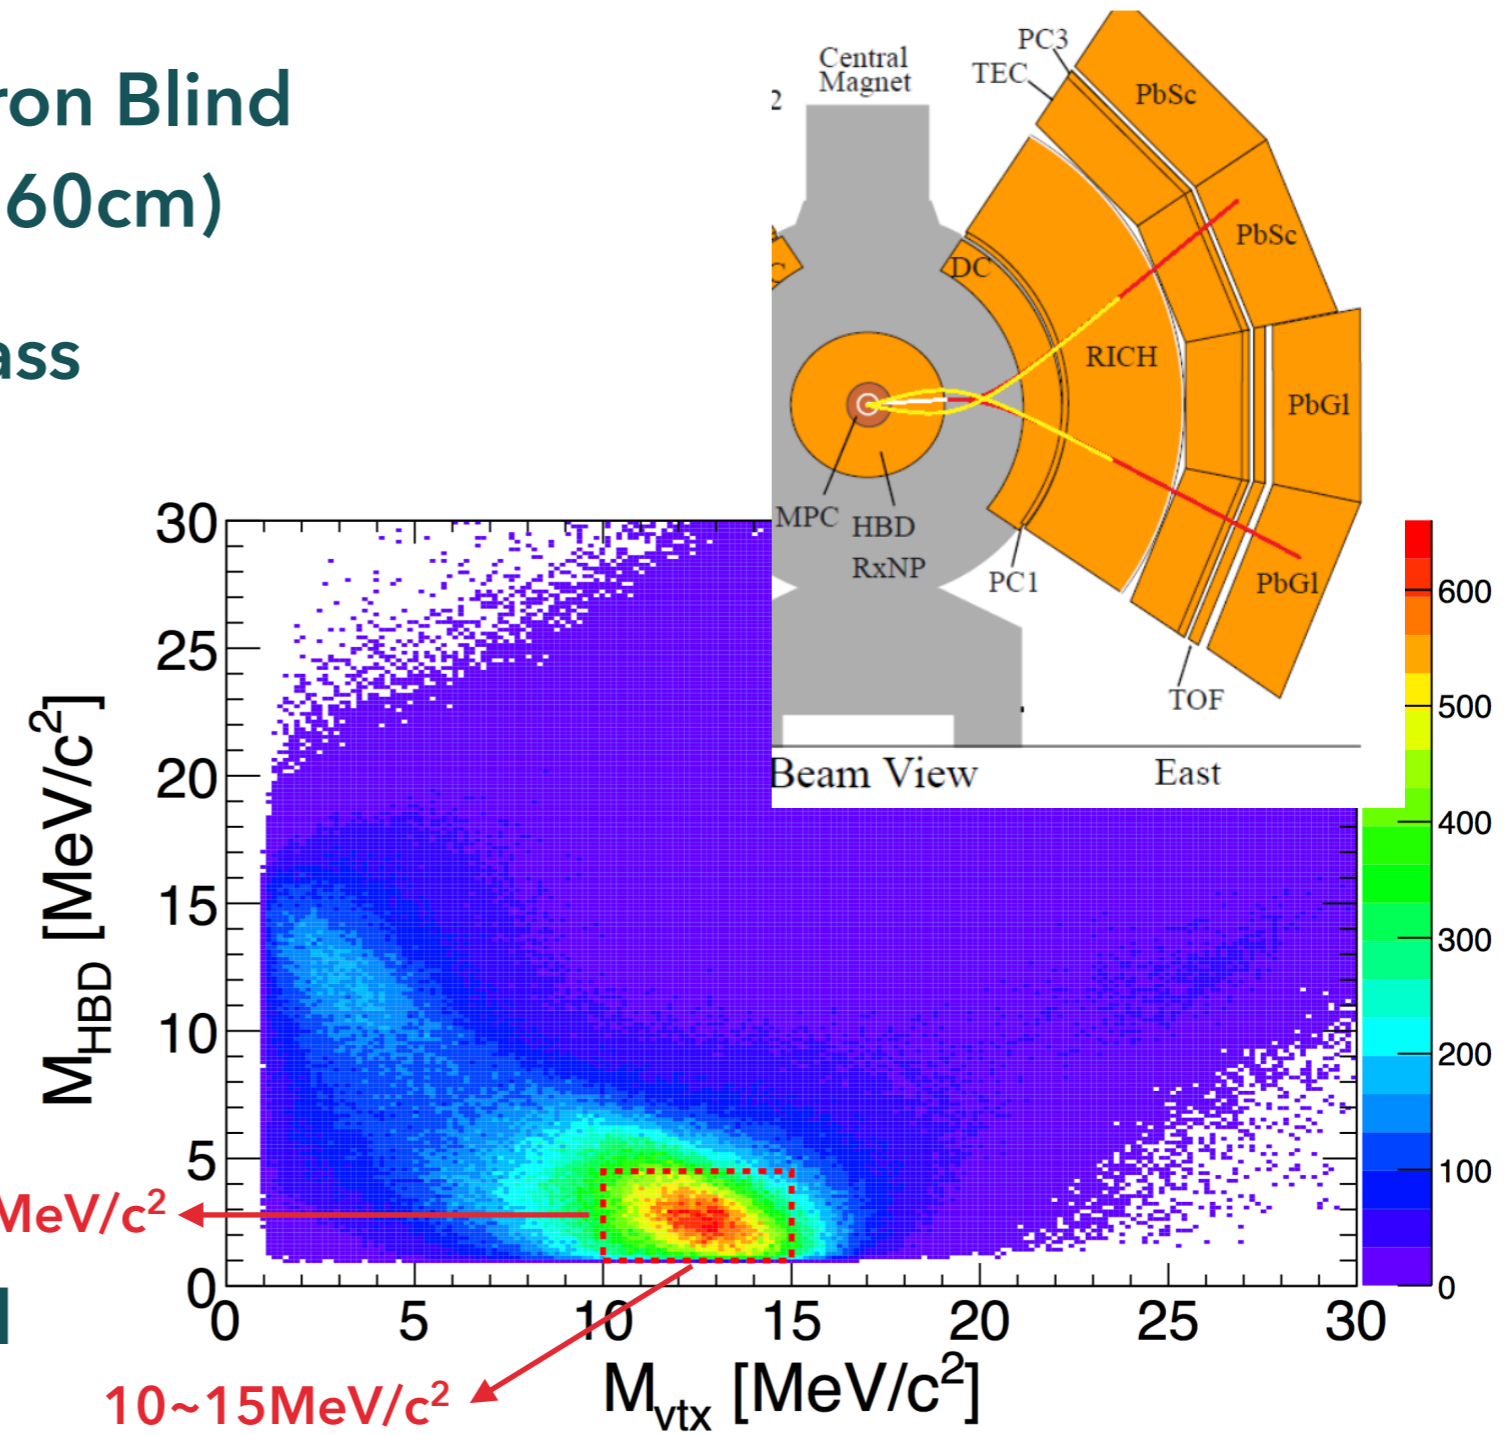 ron Blind
60cm)
ass
MeV/c²
10~15MeV/c²
Central
Magnet
2
PC3
TEC
PbSc
PbSc
DC
RICH
PbGl
MPC
HBD
RxNP
PC1
PbGl
TOF
Beam View
East
M_HBD [MeV/c²]
30
25
20
15
10
5
0
0
5
10
15
20
25
30
M_vtx [MeV/c²]
600
500
400
300
200
100
0